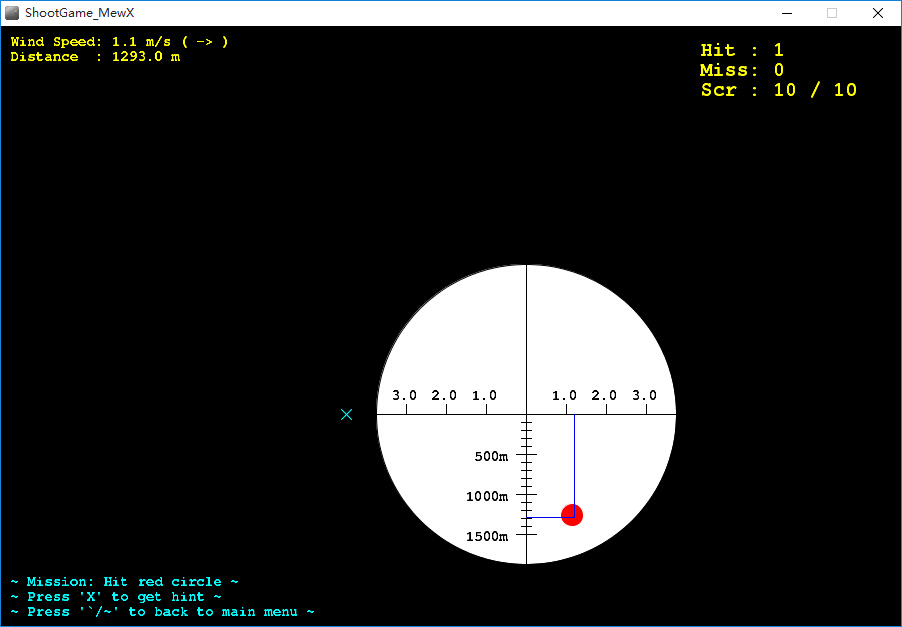 ShootGame_MewX
Wind Speed: 1.1 m/s ( -> )
Distance  : 1293.0 m
Hit : 1
Miss: 0
Scr : 10 / 10
3.0 2.0 1.0 1.0 2.0 3.0
500m
1000m
1500m
~ Mission: Hit red circle ~
~ Press 'X' to get hint ~
~ Press '`/~' to back to main menu ~